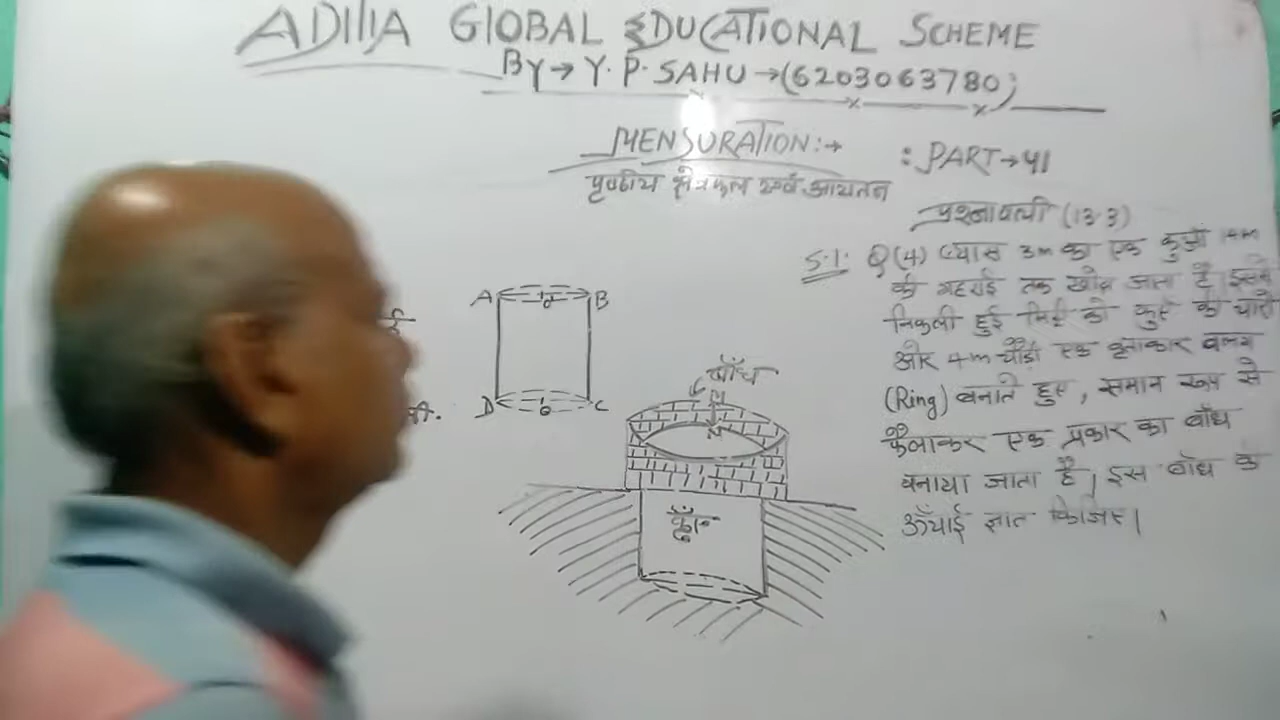 ADITIA GLOBAL EDUCATIONAL SCHEME
BY→ Y. P. SAHU →(6203063780)
MENSURATION:→
: PART→41
पृष्ठीय क्षेत्रफल एवं आयतन
प्रश्नावली (13.3)
S.1: Q(4) व्यास 3m का एक कुआँ 14m
की गहराई तक खोदा जाता है, इससे
निकली हुई मिट्टी को कुएं के चारों
ओर 4m चौड़ी एक वृताकार वलय
(Ring) बनाते हुए, समान रूप से
फैलाकर एक प्रकार का बाँध
बनाया जाता है, इस बाँध के
ऊँचाई ज्ञात किजिए।
A B
D C
बाँध
M
N
कुआँ